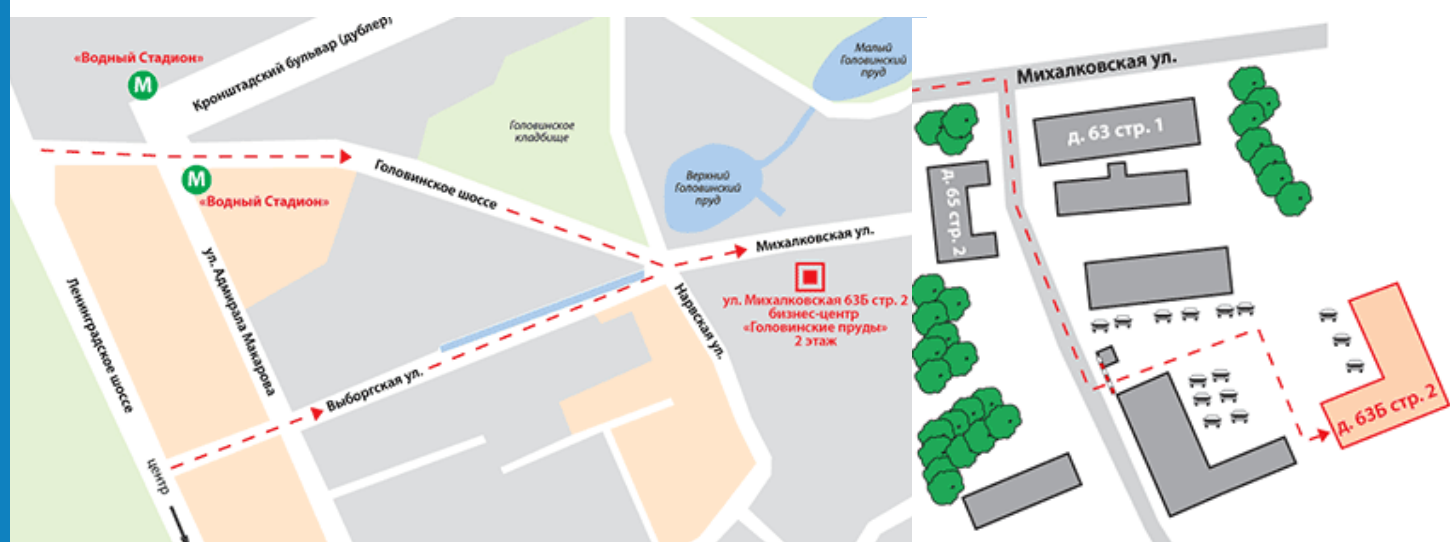 «Водный Стадион»
М
Кронштадский бульвар (дублер)
Малый
Головинский
пруд
Головинское
кладбище
М
«Водный Стадион»
Головинское шоссе
Верхний
Головинский
пруд
Михалковская ул.
ул. Адмирала Макарова
Ленинградское шоссе
ул. Михалковская 63Б стр. 2
бизнес-центр
«Головинские пруды»
2 этаж
Нарвская ул.
Выборгская ул.
центр
Михалковская ул.
д. 63 стр. 1
д. 65 стр. 2
д. 63Б стр. 2